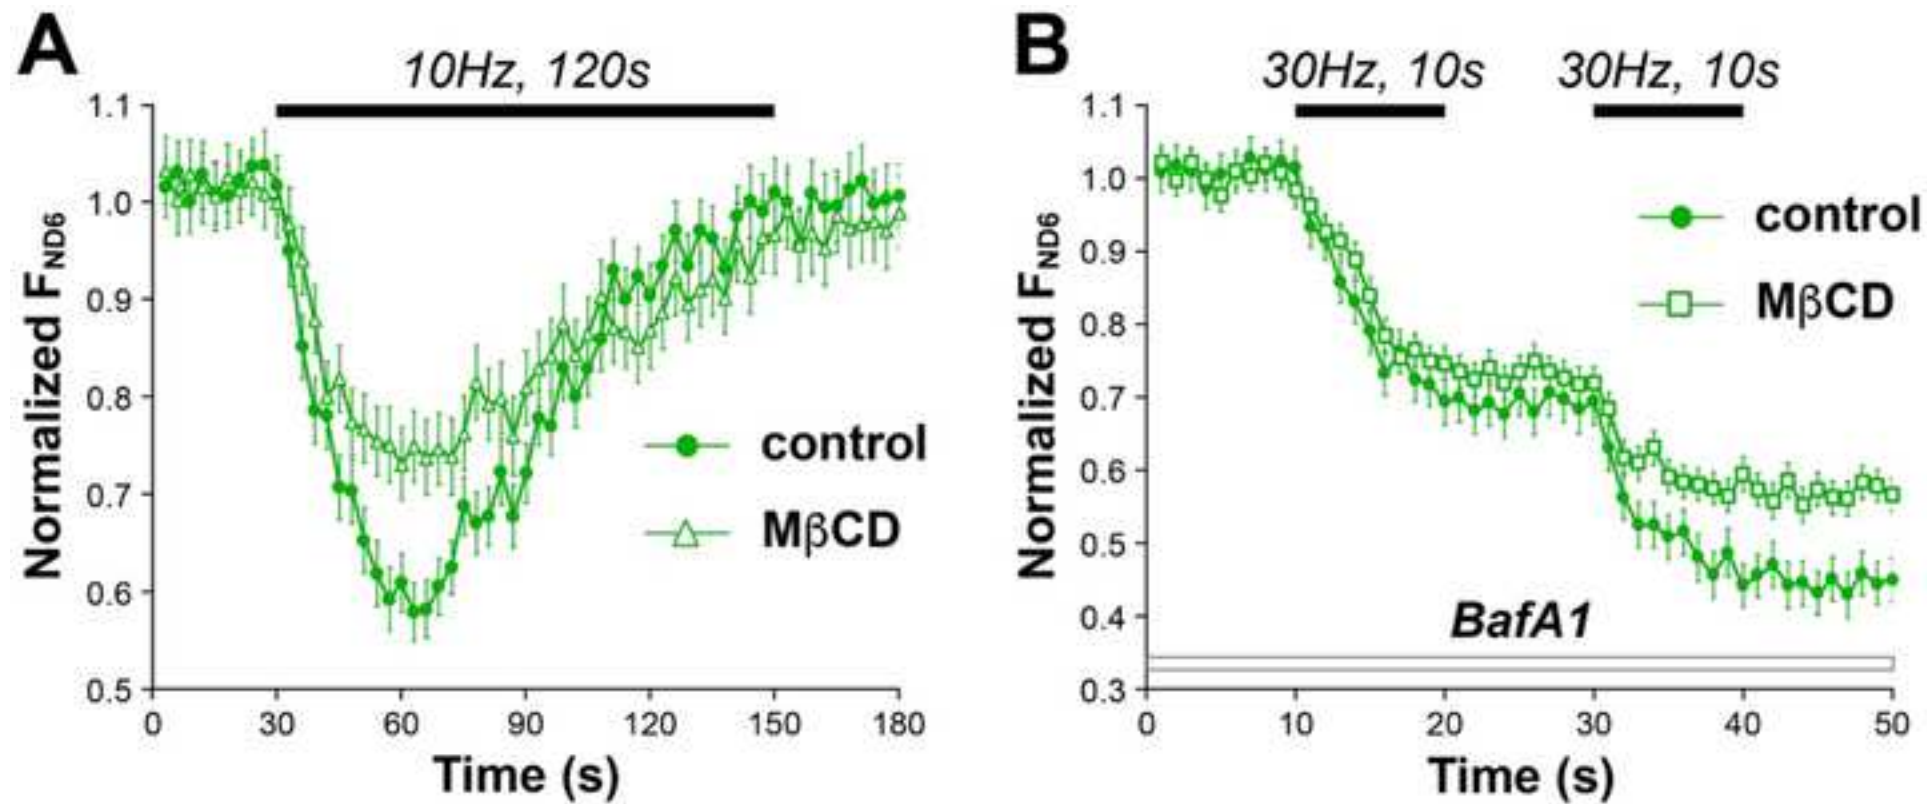 A
10Hz, 120s
1.1
1.0
0.9
0.8
0.7
0.6
0.5
Normalized F_ND6
control
MβCD
0 30 60 90 120 150 180
Time (s)
B
30Hz, 10s 30Hz, 10s
1.1
1.0
0.9
0.8
0.7
0.6
0.5
0.4
0.3
Normalized F_ND6
control
MβCD
BafA1
0 10 20 30 40 50
Time (s)